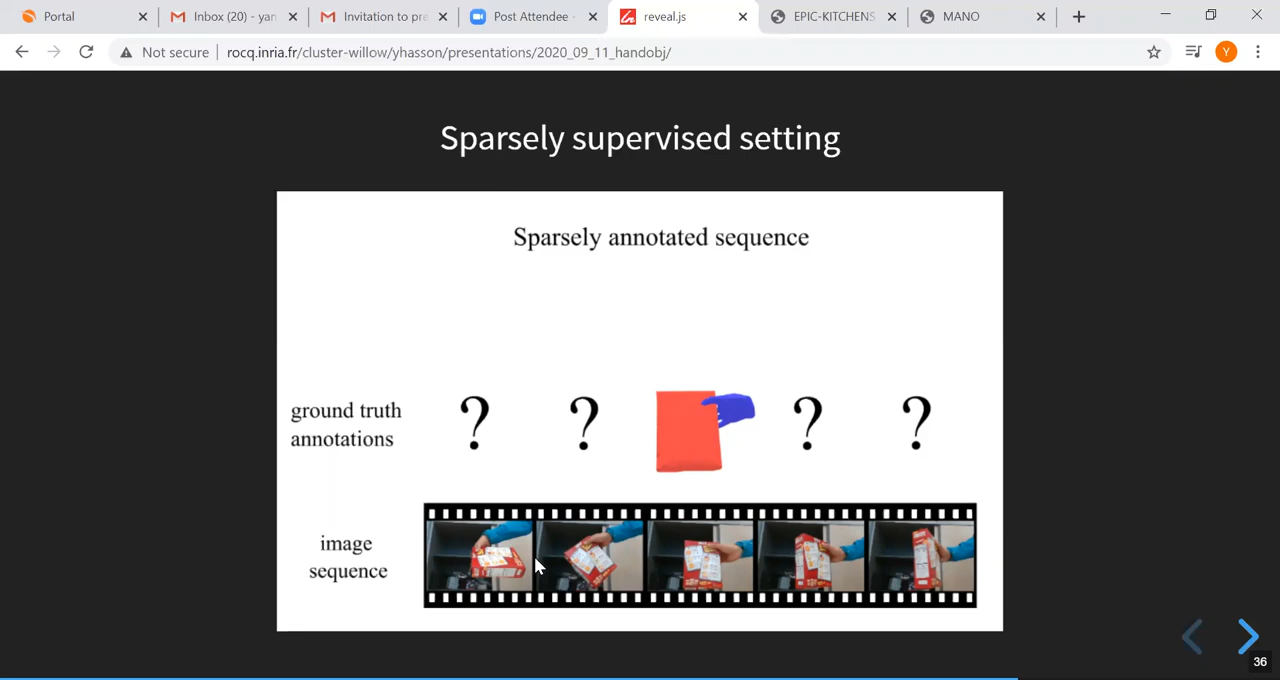 Portal
Inbox (20) - yan
Invitation to pre
Post Attendee -
reveal.js
EPIC-KITCHENS
MANO
Not secure
rocq.inria.fr/cluster-willow/yhasson/presentations/2020_09_11_handobj/
Y
Sparsely supervised setting
Sparsely annotated sequence
ground truth
annotations
? ? ? ?
image
sequence
36